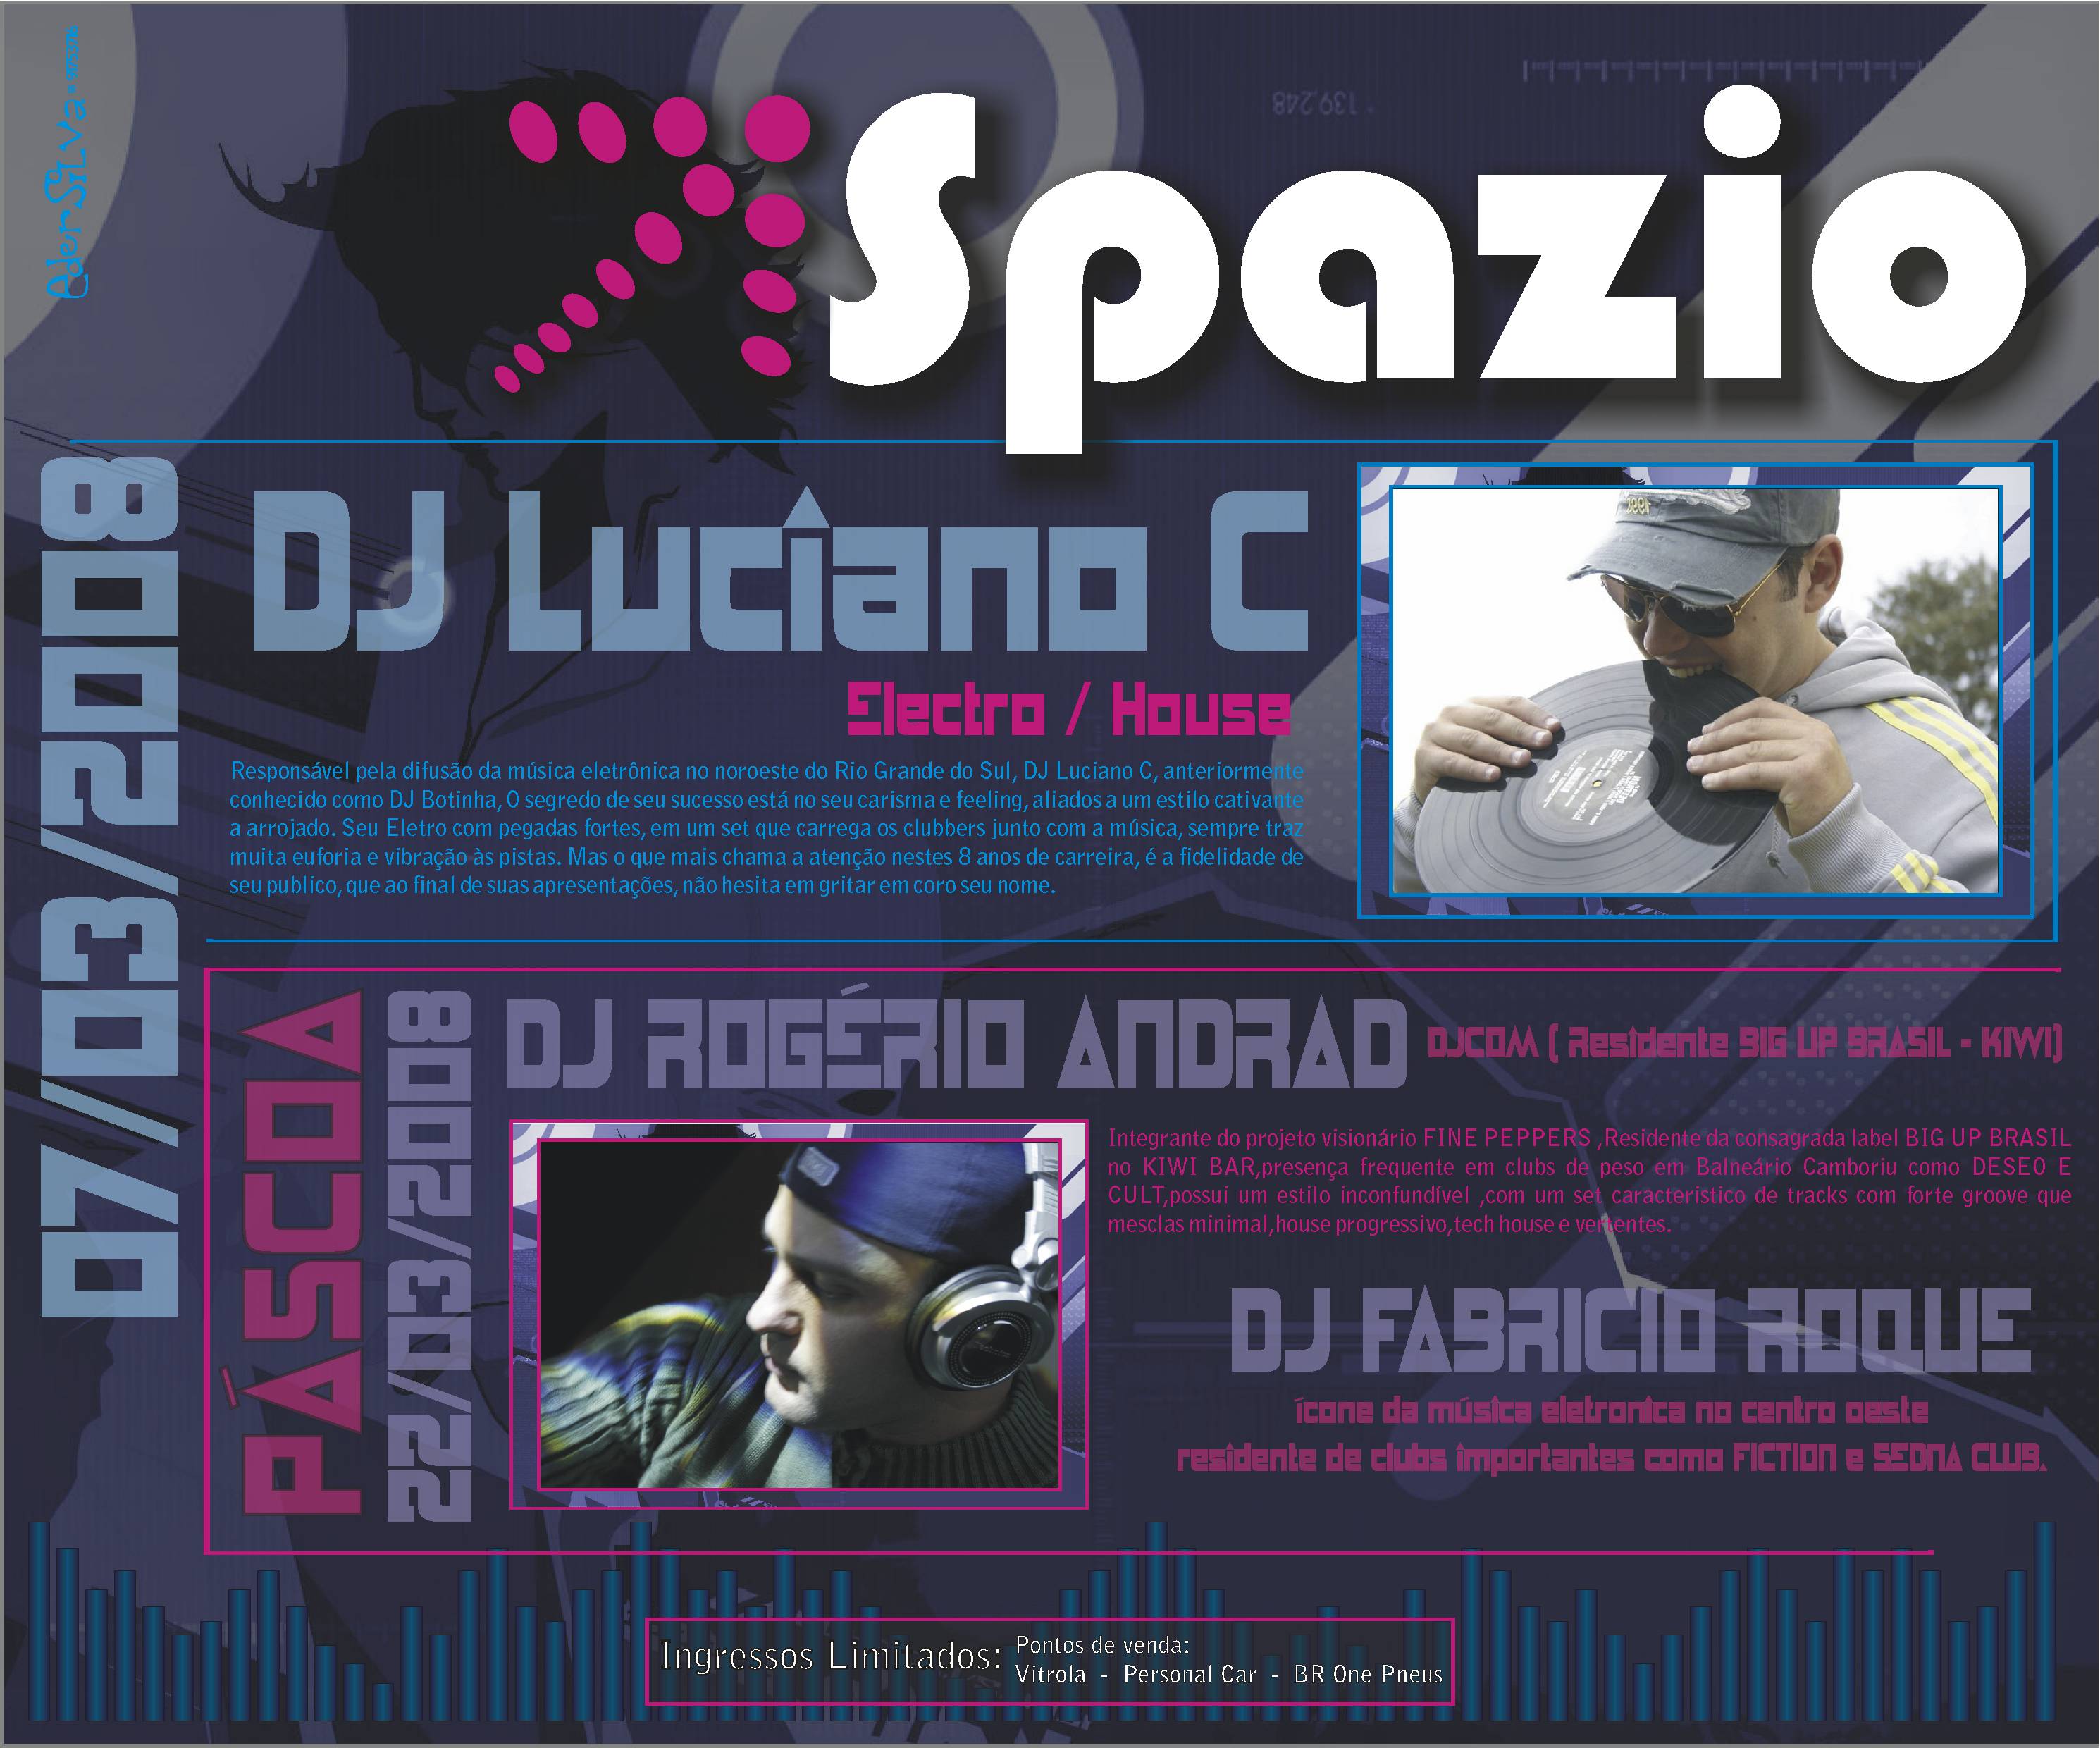 Eder SILVa
139,248
Spazio
07/03/2008
DJ Luciano C
Electro / House
Responsável pela difusão da música eletrônica no noroeste do Rio Grande do Sul, DJ Luciano C, anteriormente
conhecido como DJ Botinha, O segredo de seu sucesso está no seu carisma e feeling, aliados a um estilo cativante
a arrojado. Seu Eletro com pegadas fortes, em um set que carrega os clubbers junto com a música, sempre traz
muita euforia e vibração às pistas. Mas o que mais chama a atenção nestes 8 anos de carreira, é a fidelidade de
seu publico, que ao final de suas apresentações, não hesita em gritar em coro seu nome.
PÁSCOA
22/03/2008
DJ ROGÉRIO ANDRAD
DJCOM ( Residente BIG UP BRASIL - KIWI)
Integrante do projeto visionário FINE PEPPERS ,Residente da consagrada label BIG UP BRASIL
no KIWI BAR,presença frequente em clubs de peso em Balneário Camboriu como DESEO E
CULT,possui um estilo inconfundível ,com um set caracteristico de tracks com forte groove que
mesclas minimal,house progressivo,tech house e vertentes.
DJ FABRICIO ROQUE
ícone da música eletronica no centro oeste
residente de clubs importantes como FICTION e SEDNA CLUB.
Ingressos Limitados:
Pontos de venda:
Vitrola - Personal Car - BR One Pneus